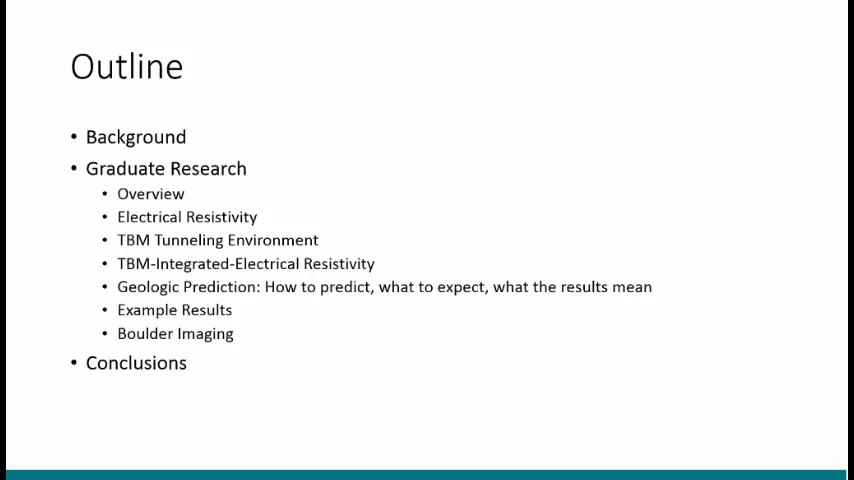 Outline
• Background
• Graduate Research
• Overview
• Electrical Resistivity
• TBM Tunneling Environment
• TBM-Integrated-Electrical Resistivity
• Geologic Prediction: How to predict, what to expect, what the results mean
• Example Results
• Boulder Imaging
• Conclusions